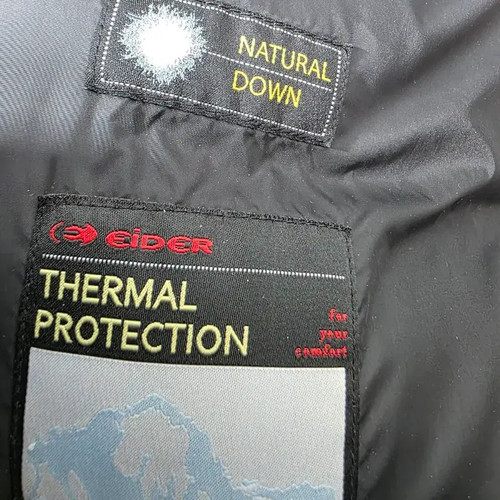 NATURAL
DOWN
EiDER
THERMAL
PROTECTION
for
your
comfort